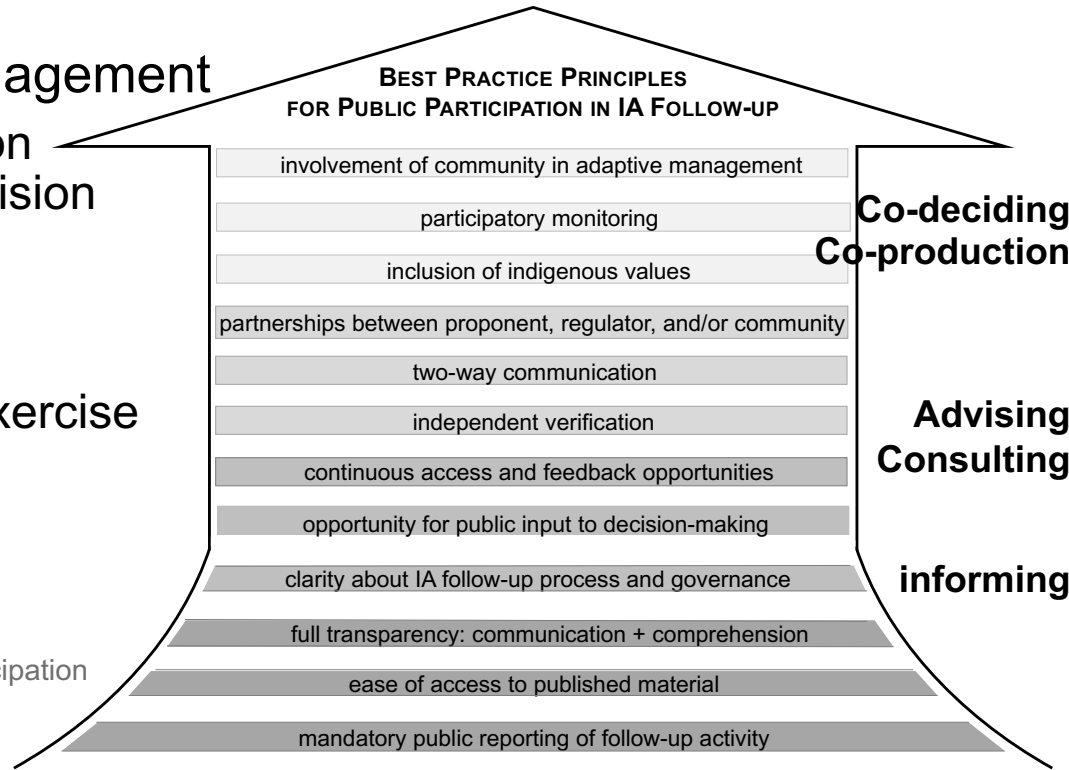 agement
on
ision
xercise
cipation
BEST PRACTICE PRINCIPLES
FOR PUBLIC PARTICIPATION IN IA FOLLOW-UP
involvement of community in adaptive management
participatory monitoring
inclusion of indigenous values
partnerships between proponent, regulator, and/or community
two-way communication
independent verification
continuous access and feedback opportunities
opportunity for public input to decision-making
clarity about IA follow-up process and governance
full transparency: communication + comprehension
ease of access to published material
mandatory public reporting of follow-up activity
Co-deciding
Co-production
Advising
Consulting
informing